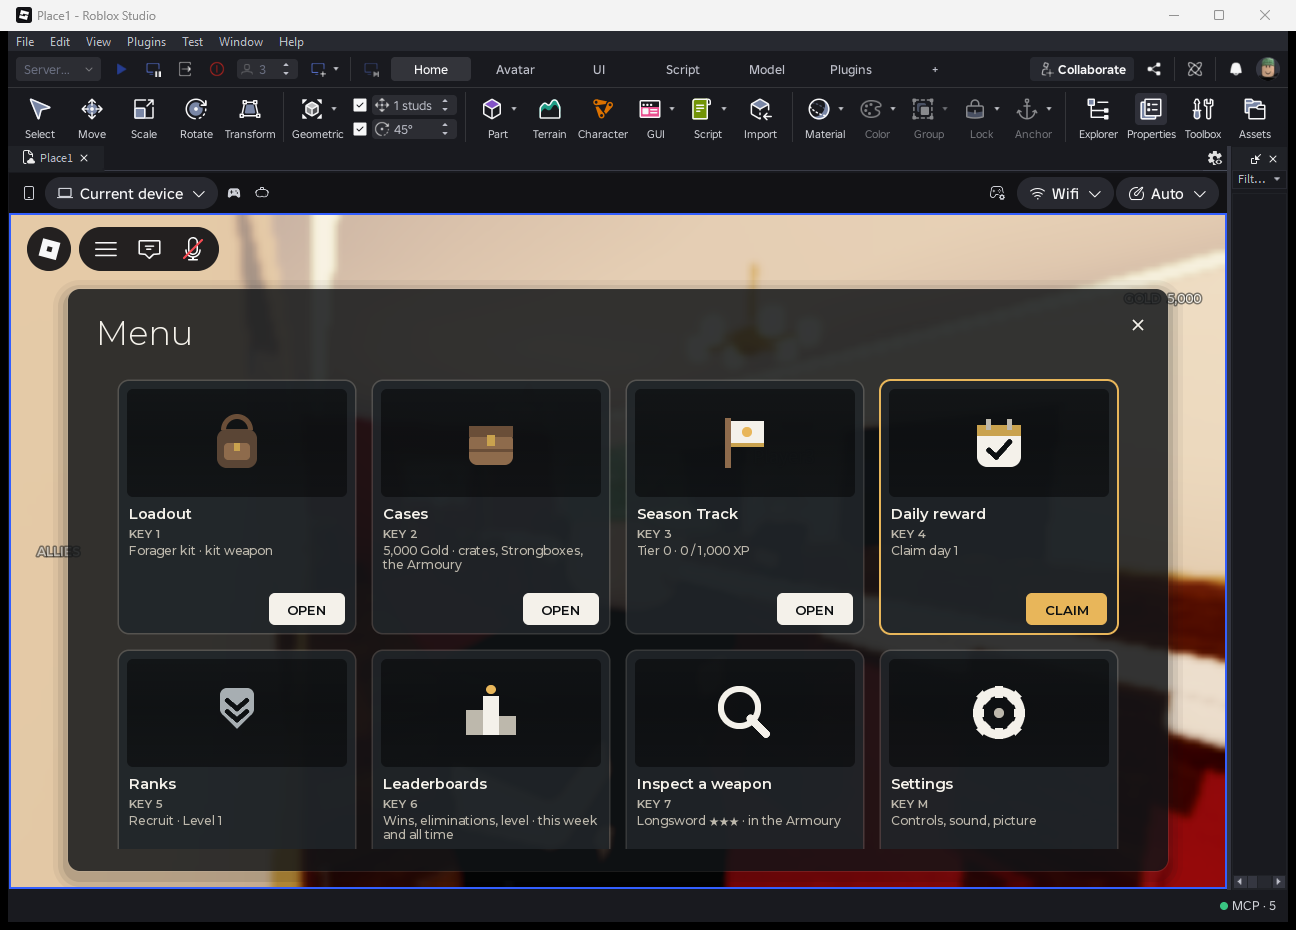 Place1 - Roblox Studio
File Edit View Plugins Test Window Help
Server... 3 Home Avatar UI Script Model Plugins + Collaborate
1 studs
45°
Select Move Scale Rotate Transform Geometric Part Terrain Character GUI Script Import Material Color Group Lock Anchor Explorer Properties Toolbox Assets
Place1
Filt...
Current device Wifi Auto
GOLD 5,000
Menu
ALLIES
Loadout
KEY 1
Forager kit · kit weapon
OPEN
Cases
KEY 2
5,000 Gold · crates, Strongboxes,
the Armoury
OPEN
Season Track
KEY 3
Tier 0 · 0 / 1,000 XP
OPEN
Daily reward
KEY 4
Claim day 1
CLAIM
Ranks
KEY 5
Recruit · Level 1
Leaderboards
KEY 6
Wins, eliminations, level · this week
and all time
Inspect a weapon
KEY 7
Longsword ★★★ · in the Armoury
Settings
KEY M
Controls, sound, picture
MCP · 5